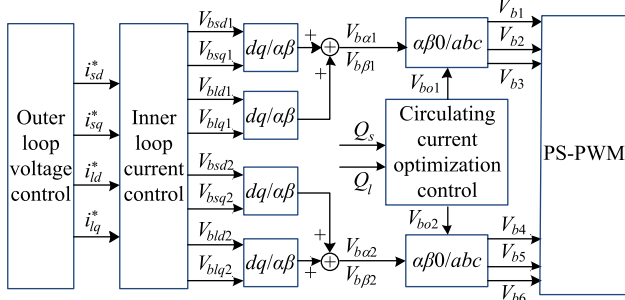 Outer
loop
voltage
control
i*sd
i*sq
i*ld
i*lq
Inner
loop
current
control
Vbsd1
Vbsq1
Vbld1
Vblq1
Vbsd2
Vbsq2
Vbld2
Vblq2
dq/αβ
dq/αβ
dq/αβ
dq/αβ
+
+
+
+
Vbα1
Vbβ1
Vbα2
Vbβ2
αβ0/abc
Vbo1
Qs
Ql
Circulating
current
optimization
control
Vbo2
αβ0/abc
Vb1
Vb2
Vb3
Vb4
Vb5
Vb6
PS-PWM